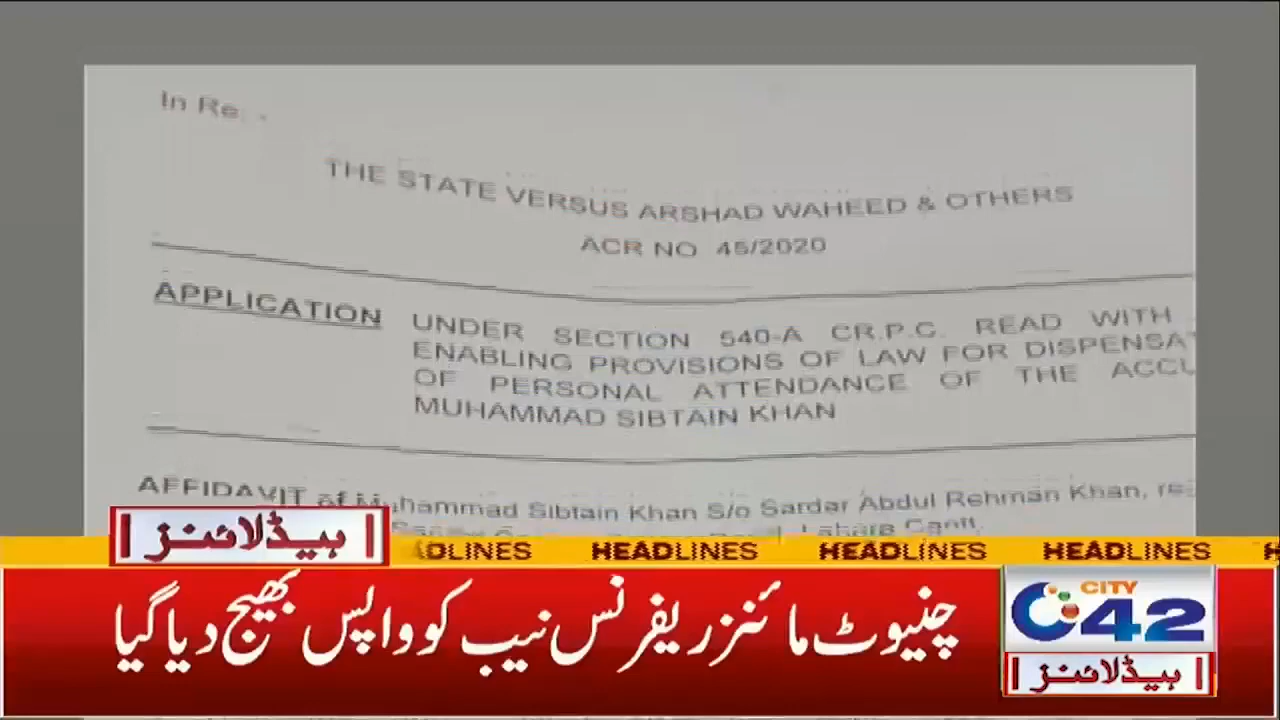 In Re. -
THE STATE VERSUS ARSHAD WAHEED & OTHERS
ACR NO 45/2020
APPLICATION UNDER SECTION 540-A CR.P.C. READ WITH
ENABLING PROVISIONS OF LAW FOR DISPENSAT
OF PERSONAL ATTENDANCE OF THE ACCU
MUHAMMAD SIBTAIN KHAN
AFFIDAVIT of Muhammad Sibtain Khan S/o Sardar Abdul Rehman Khan, re
Lahore Cantt.
ہیڈلائنز
ADLINES HEADLINES HEADLINES HEADLINES H
چنیوٹ مائنز ریفرنس نیب کو واپس بھیج دیا گیا
CITY
42
ہیڈلائنز